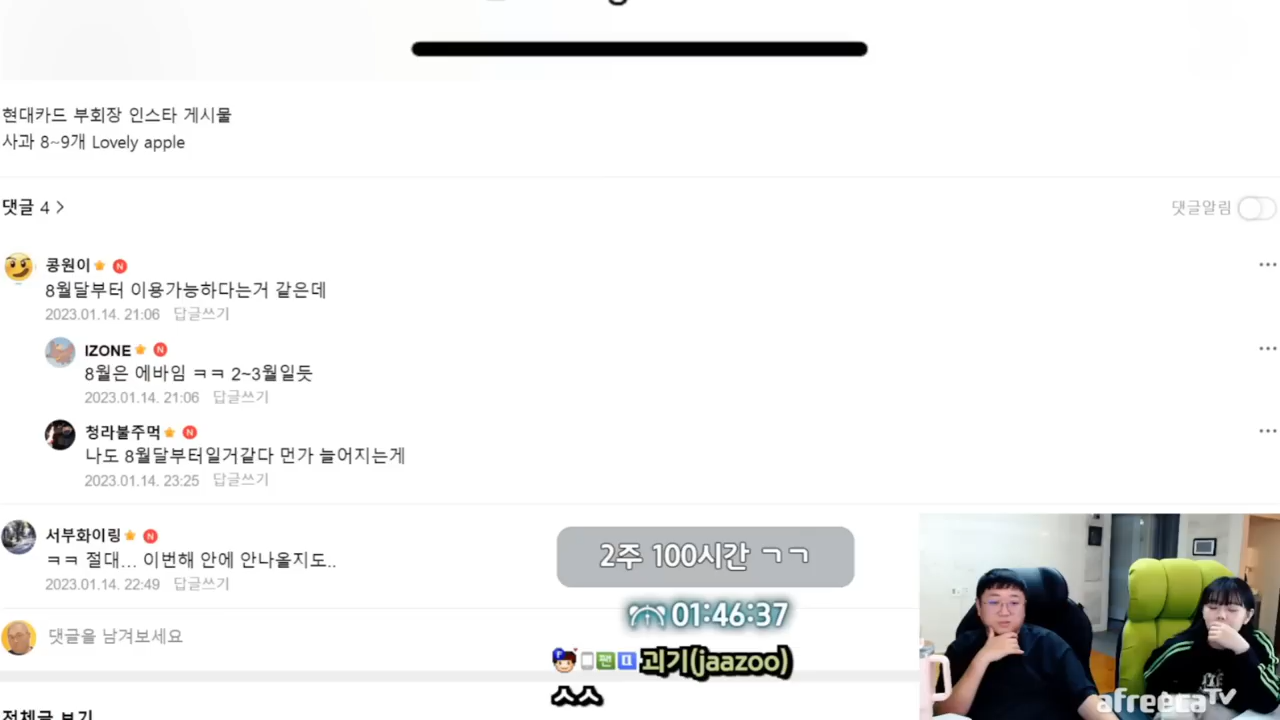 현대카드 부회장 인스타 게시물
사과 8~9개 Lovely apple
댓글 4 >
댓글알림
콩원이 N
8월달부터 이용가능하다는거 같은데
2023.01.14. 21:06 답글쓰기
IZONE N
8월은 에바임 ㅋㅋ 2~3월일듯
2023.01.14. 21:06 답글쓰기
청라불주먹 N
나도 8월달부터일거같다 먼가 늘어지는게
2023.01.14. 23:25 답글쓰기
서부화이링 N
ㅋㅋ 절대... 이번해 안에 안나올지도..
2023.01.14. 22:49 답글쓰기
댓글을 남겨보세요
2주 100시간 ㄱㄱ
01:46:37
팬 괴기(jaazoo)
ㅅㅅ
전체글 보기
afreecaTV